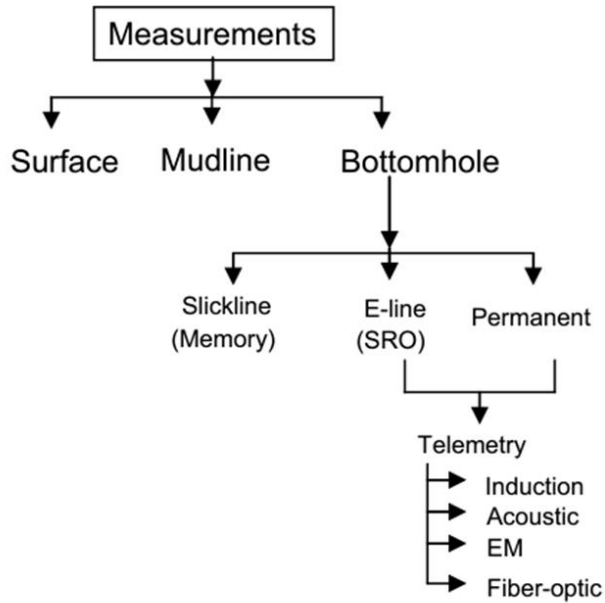 Measurements
Surface
Mudline
Bottomhole
Slickline
(Memory)
E-line
(SRO)
Permanent
Telemetry
Induction
Acoustic
EM
Fiber-optic